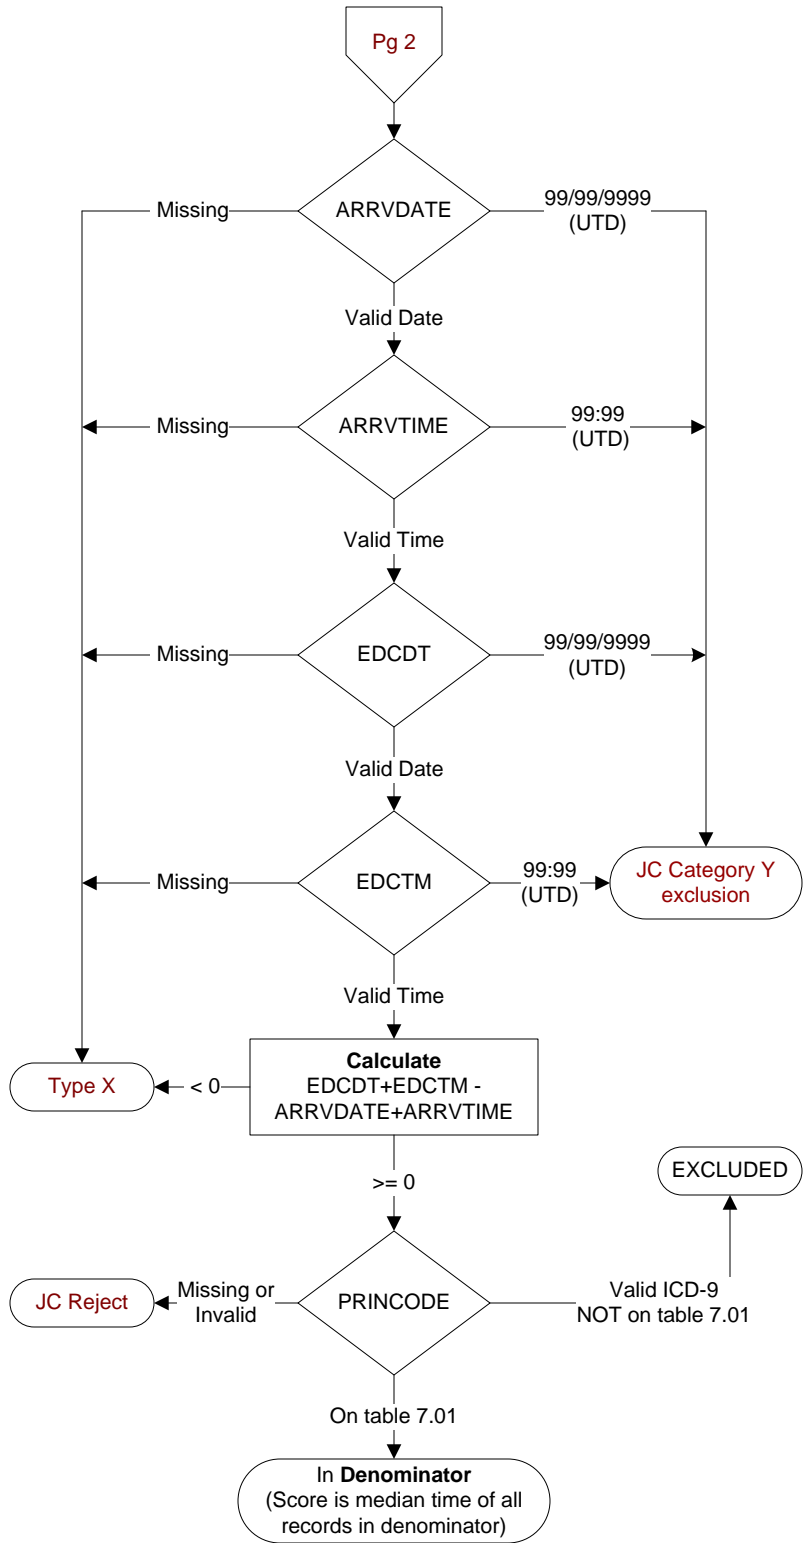 Pg 2
Missing
ARRVDATE
99/99/9999
(UTD)
Valid Date
Missing
ARRVTIME
99:99
(UTD)
Valid Time
Missing
EDCDT
99/99/9999
(UTD)
Valid Date
Missing
EDCTM
99:99
(UTD)
JC Category Y
exclusion
Valid Time
Type X
< 0
Calculate
EDCDT+EDCTM -
ARRVDATE+ARRVTIME
>= 0
EXCLUDED
JC Reject
Missing or
Invalid
PRINCODE
Valid ICD-9
NOT on table 7.01
On table 7.01
In Denominator
(Score is median time of all
records in denominator)